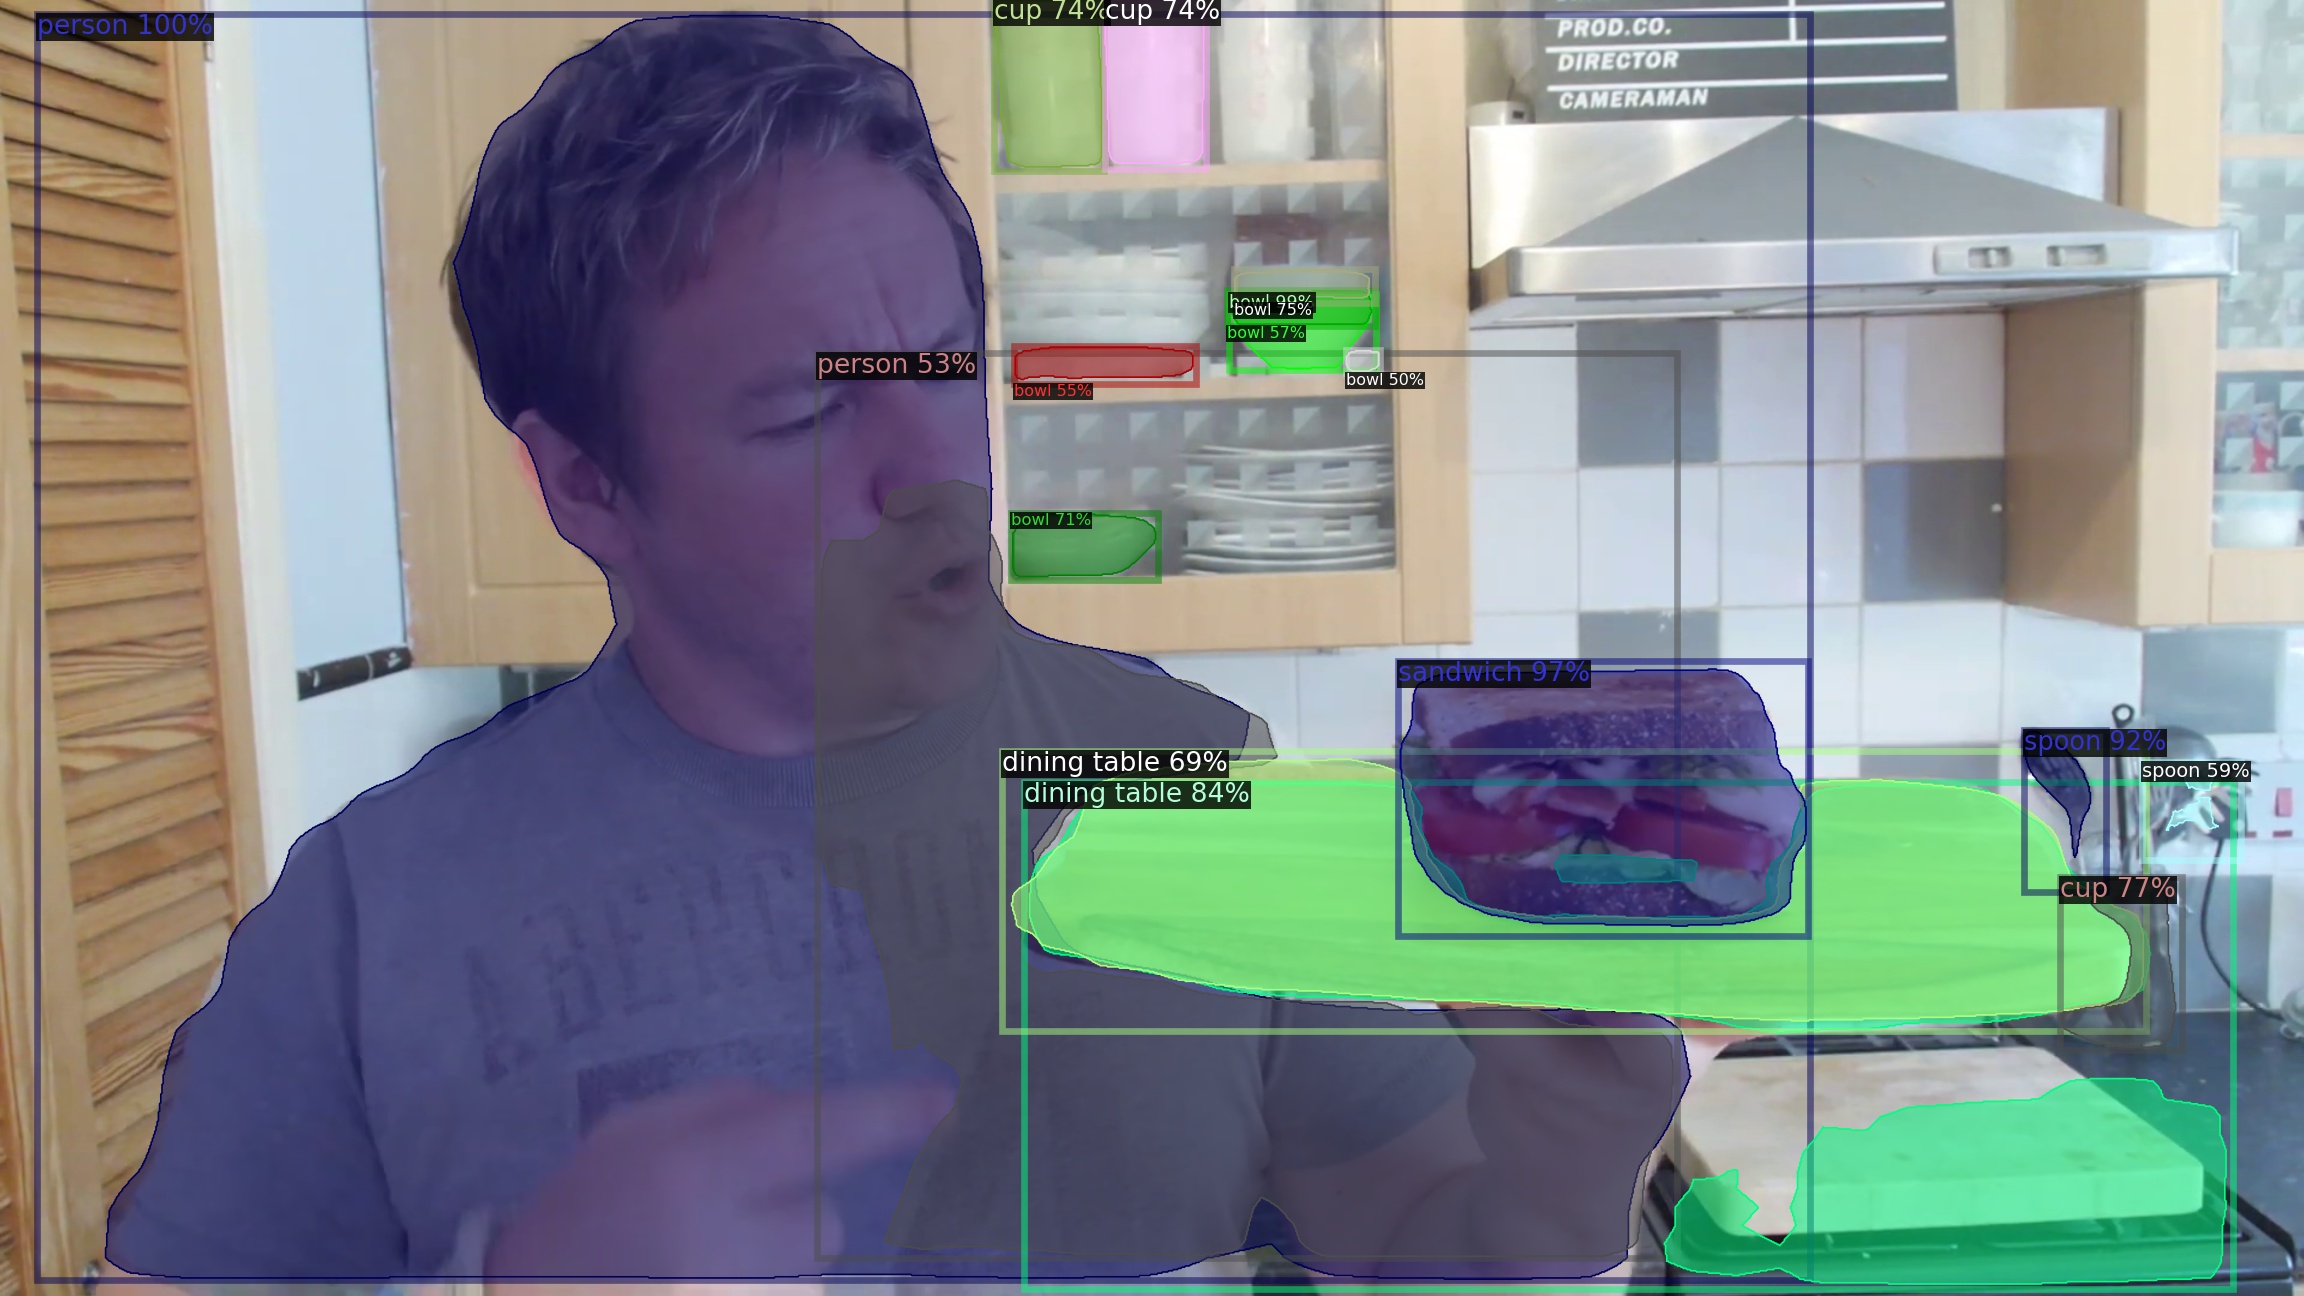 person 100%
cup 74%
cup 74%
PROD.CO.
DIRECTOR
CAMERAMAN
bowl 99%
bowl 75%
bowl 57%
person 53%
bowl 50%
bowl 55%
bowl 71%
sandwich 97%
spoon 92%
dining table 69%
spoon 59%
dining table 84%
cup 77%